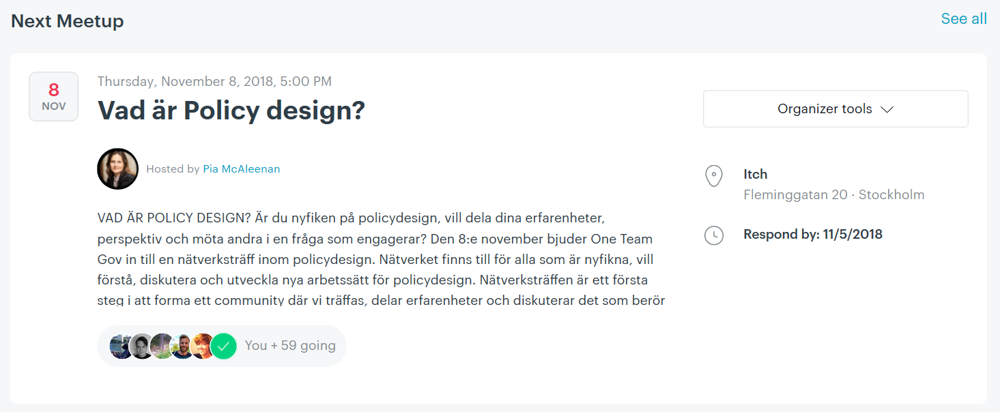 Next Meetup
See all
8
NOV
Thursday, November 8, 2018, 5:00 PM
Vad är Policy design?
Hosted by Pia McAleenan
VAD ÄR POLICY DESIGN? Är du nyfiken på policydesign, vill dela dina erfarenheter,
perspektiv och möta andra i en fråga som engagerar? Den 8:e november bjuder One Team
Gov in till en nätverksträff inom policydesign. Nätverket finns till för alla som är nyfikna, vill
förstå, diskutera och utveckla nya arbetssätt för policydesign. Nätverksträffen är ett första
steg i att forma ett community där vi träffas, delar erfarenheter och diskuterar det som berör
You + 59 going
Organizer tools
Itch
Fleminggatan 20 · Stockholm
Respond by: 11/5/2018